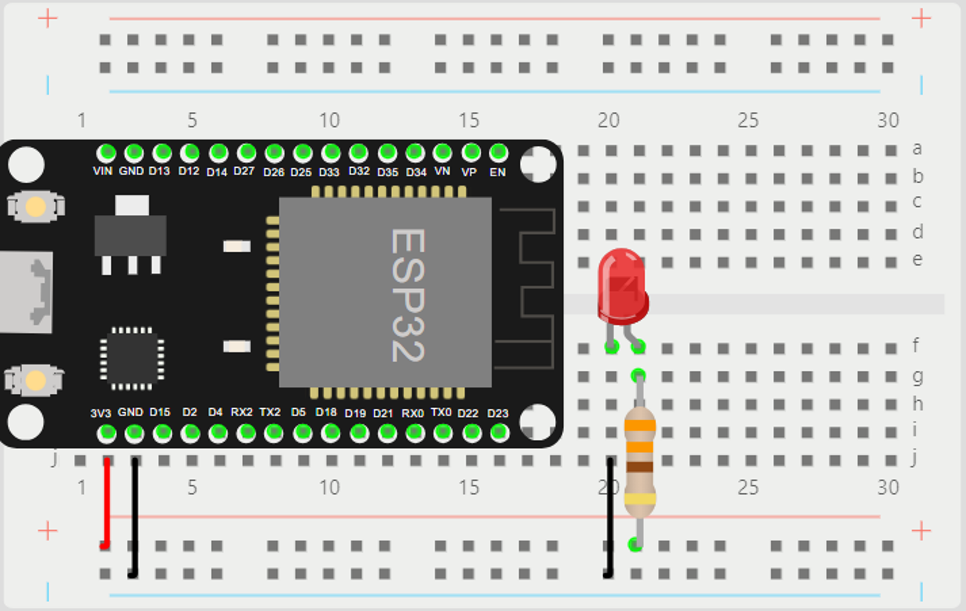 + +
1 5 10 15 20 25 30
a
VIN GND D13 D12 D14 D27 D26 D25 D33 D32 D35 D34 VN VP EN
b
c
d
e
ESP32
f
g
h
3V3 GND D15 D2 D4 RX2 TX2 D5 D18 D19 D21 RX0 TX0 D22 D23
i
j j
1 5 10 15 20 25 30
+ +